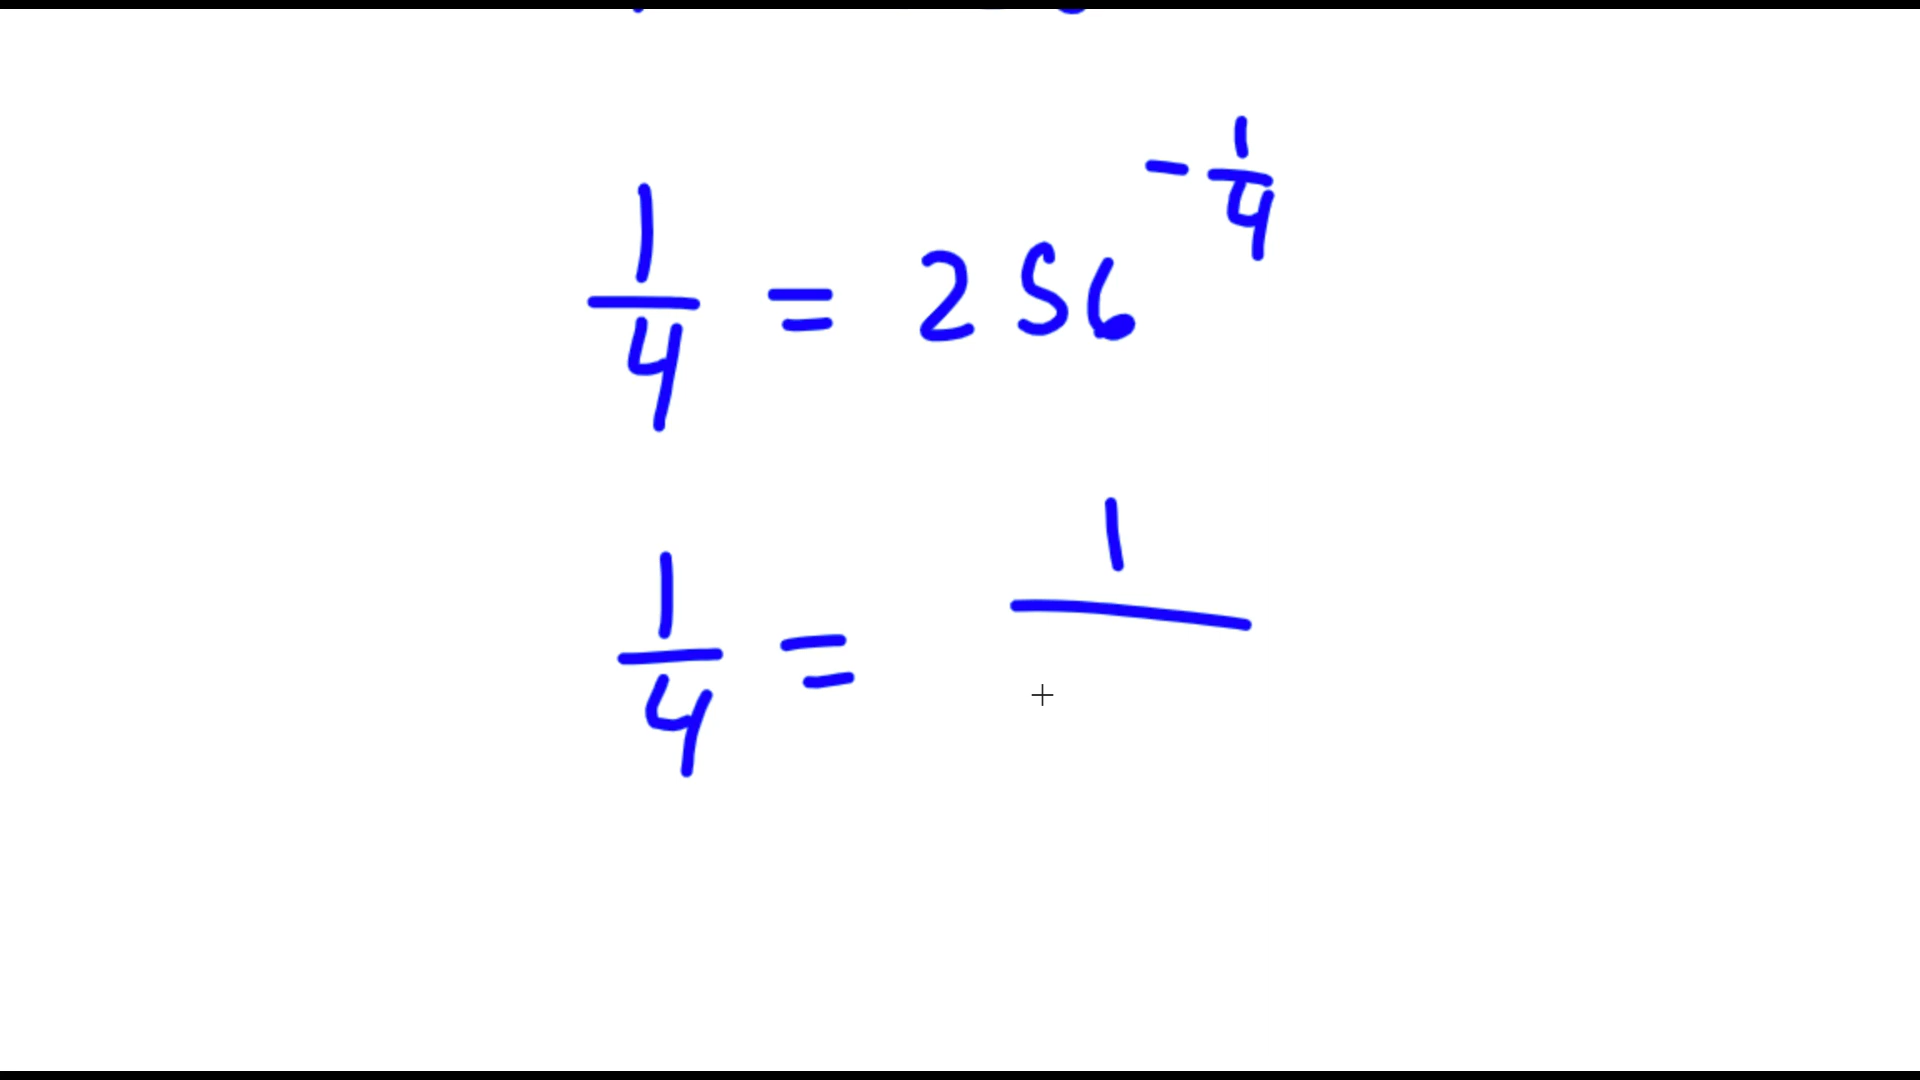 1/4 = 256^(-1/4)
1/4 = 1/